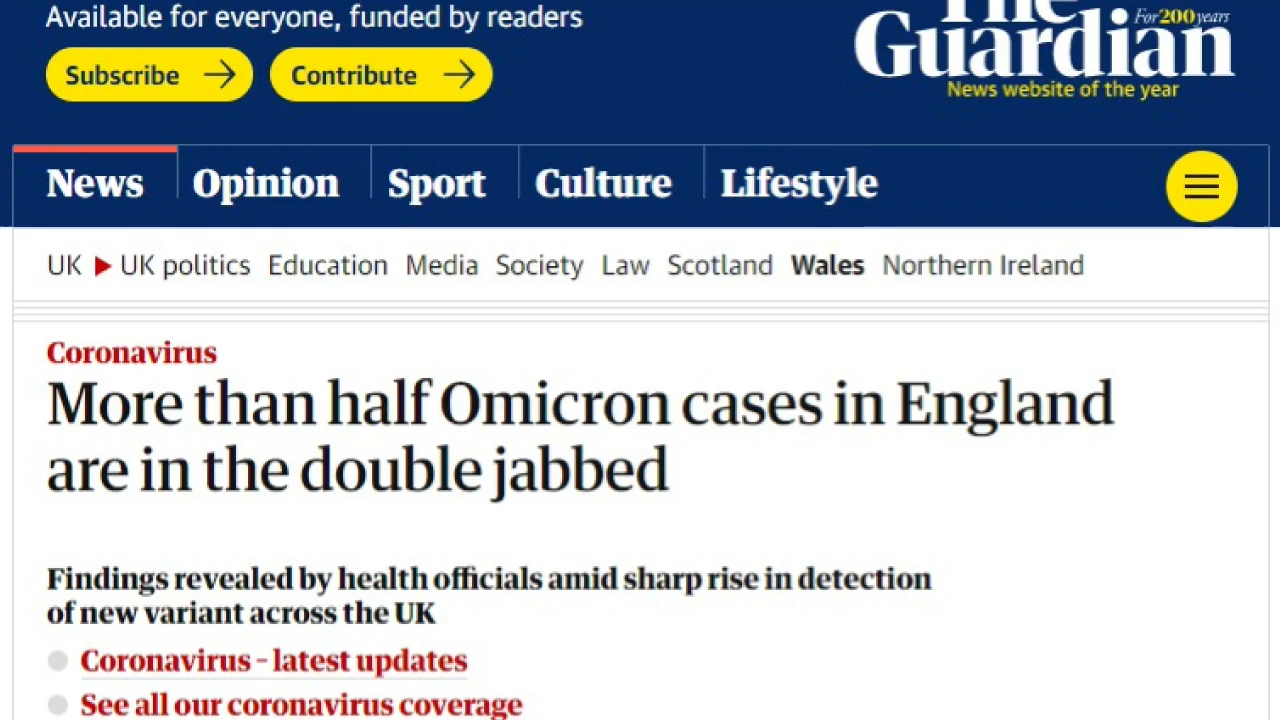 Available for everyone, funded by readers
Subscribe
Contribute
The
For 200 years
Guardian
News website of the year
News Opinion Sport Culture Lifestyle
UK UK politics Education Media Society Law Scotland Wales Northern Ireland
Coronavirus
More than half Omicron cases in England
are in the double jabbed
Findings revealed by health officials amid sharp rise in detection
of new variant across the UK
Coronavirus – latest updates
See all our coronavirus coverage